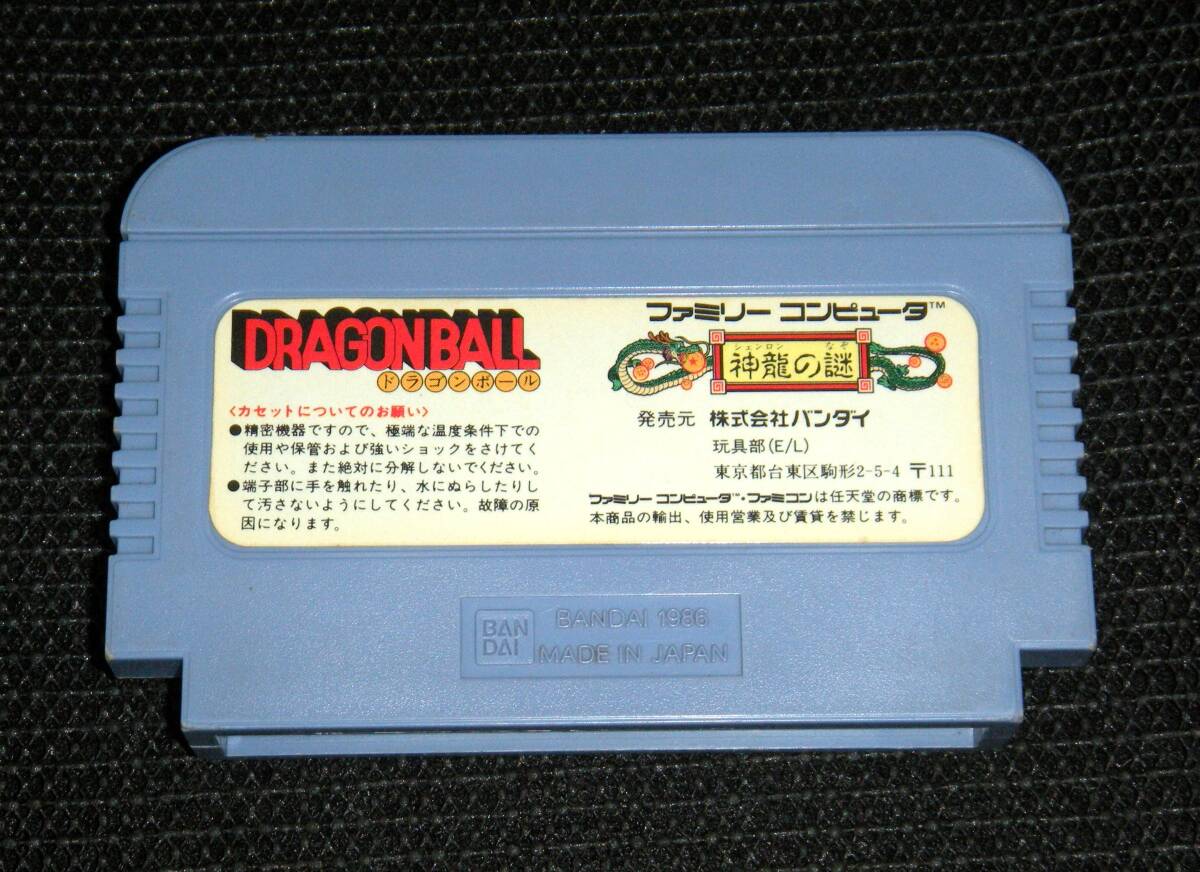 DRAGONBALL
ドラゴンボール
<カセットについてのお願い>
●精密機器ですので、極端な温度条件下での
使用や保管および強いショックをさけてく
ださい。また絶対に分解しないでください。
●端子部に手を触れたり、水にぬらしたりし
て汚さないようにしてください。故障の原
因になります。
ファミリー コンピュータ™
シェンロン なぞ
神龍の謎
発売元 株式会社バンダイ
玩具部(E/L)
東京都台東区駒形2-5-4 〒111
ファミリー コンピュータ™・ファミコンは任天堂の商標です。
本商品の輸出、使用営業及び賃貸を禁じます。
BAN
DAI
BANDAI 1986
MADE IN JAPAN